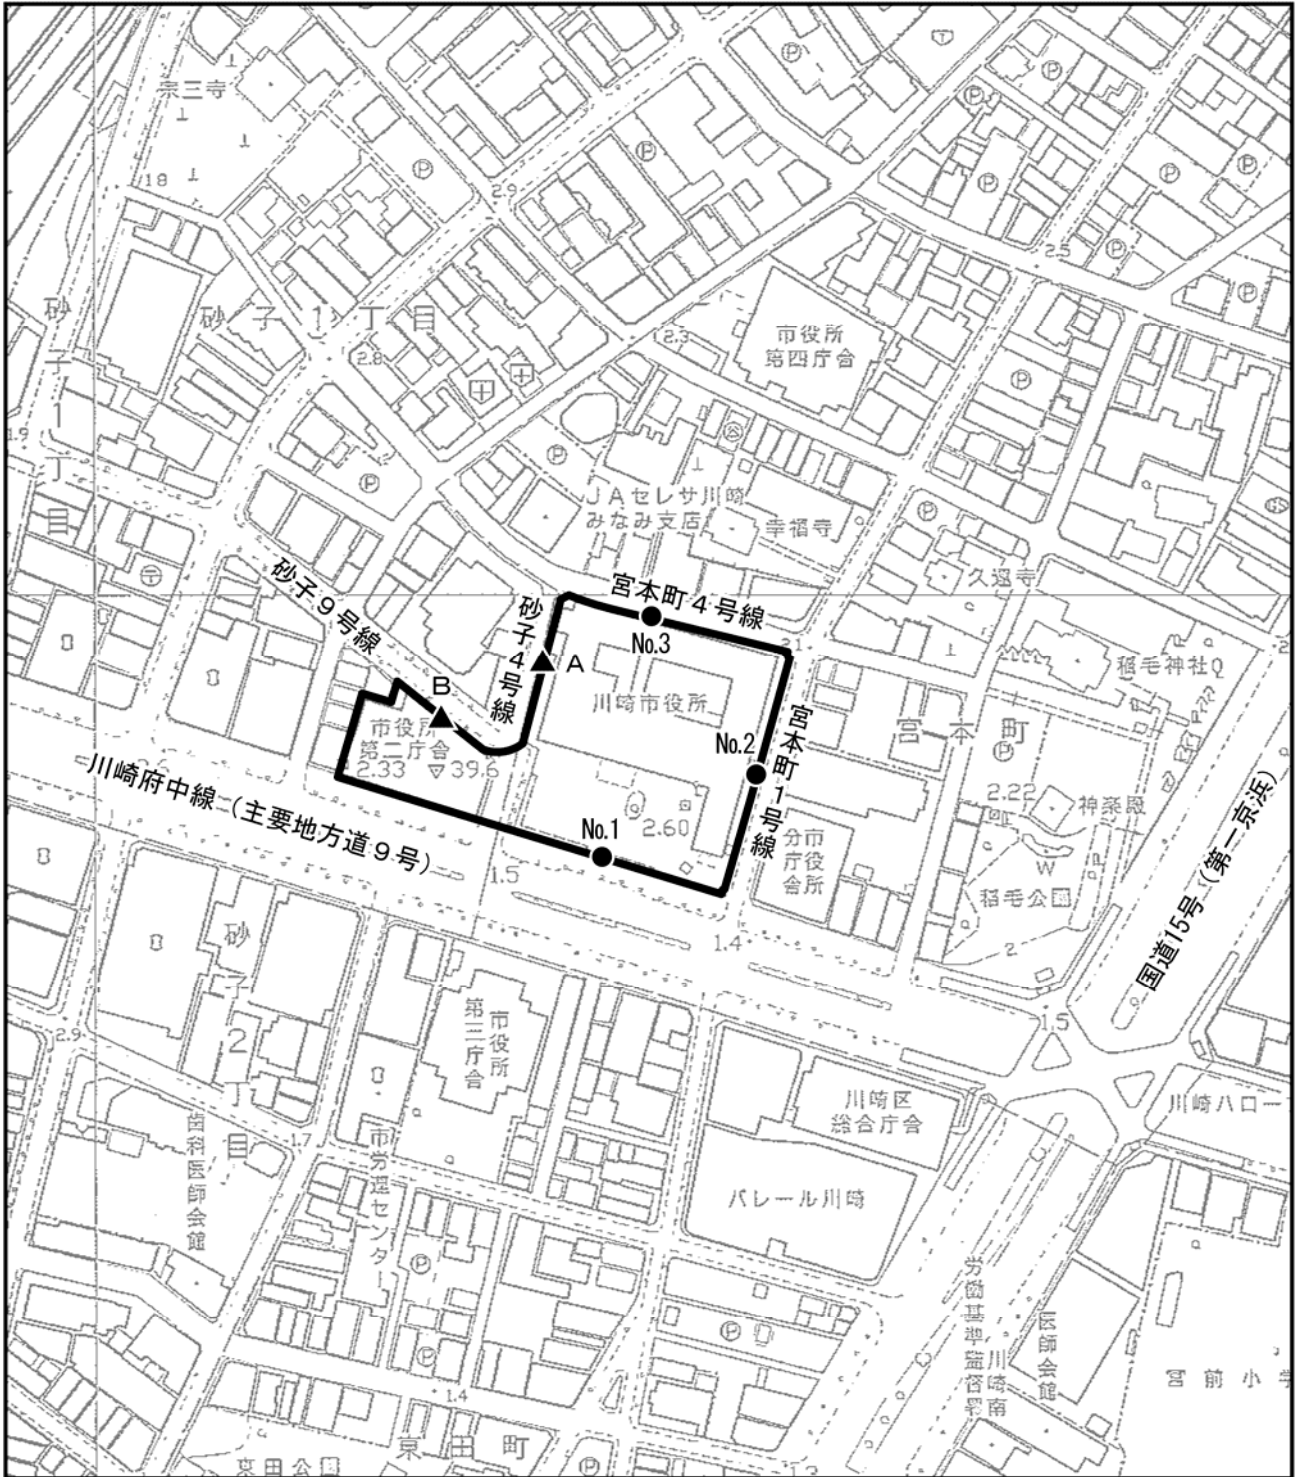 宗三寺
18
2.9
2.5
砂子1丁目
砂子1丁目
2.8
2.3
市役所
第四庁舎
1.9
JAセレサ川崎
みなみ支店
幸福寺
久遠寺
砂子9号線
砂子4号線
宮本町4号線
No.3
A
B
稲毛神社
川崎市役所
宮本町
宮本町1号線
No.2
市役所
第二庁舎
2.33 ▽39.6
川崎府中線（主要地方道9号）
No.1
2.60
2.22
神楽殿
分庁舎
市役所
W
稲毛公園
国道15号（第一京浜）
1.5
1.4
1.5
砂子2丁目
市役所
第三庁舎
2.9
1.7
歯科医師会館
市労連センター
川崎区
総合庁舎
川崎ハロー
パレール川崎
川崎南
労働基準監督署
医師会館
宮前小学
1.4
東田町
東田公園
1.3